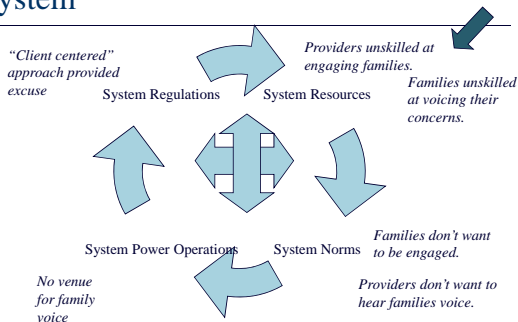 ystem
"Client centered"
approach provided
excuse
Providers unskilled at
engaging families.
Families unskilled
at voicing their
concerns.
System Regulations
System Resources
System Power Operations
System Norms
Families don't want
to be engaged.
Providers don't want to
hear families voice.
No venue
for family
voice